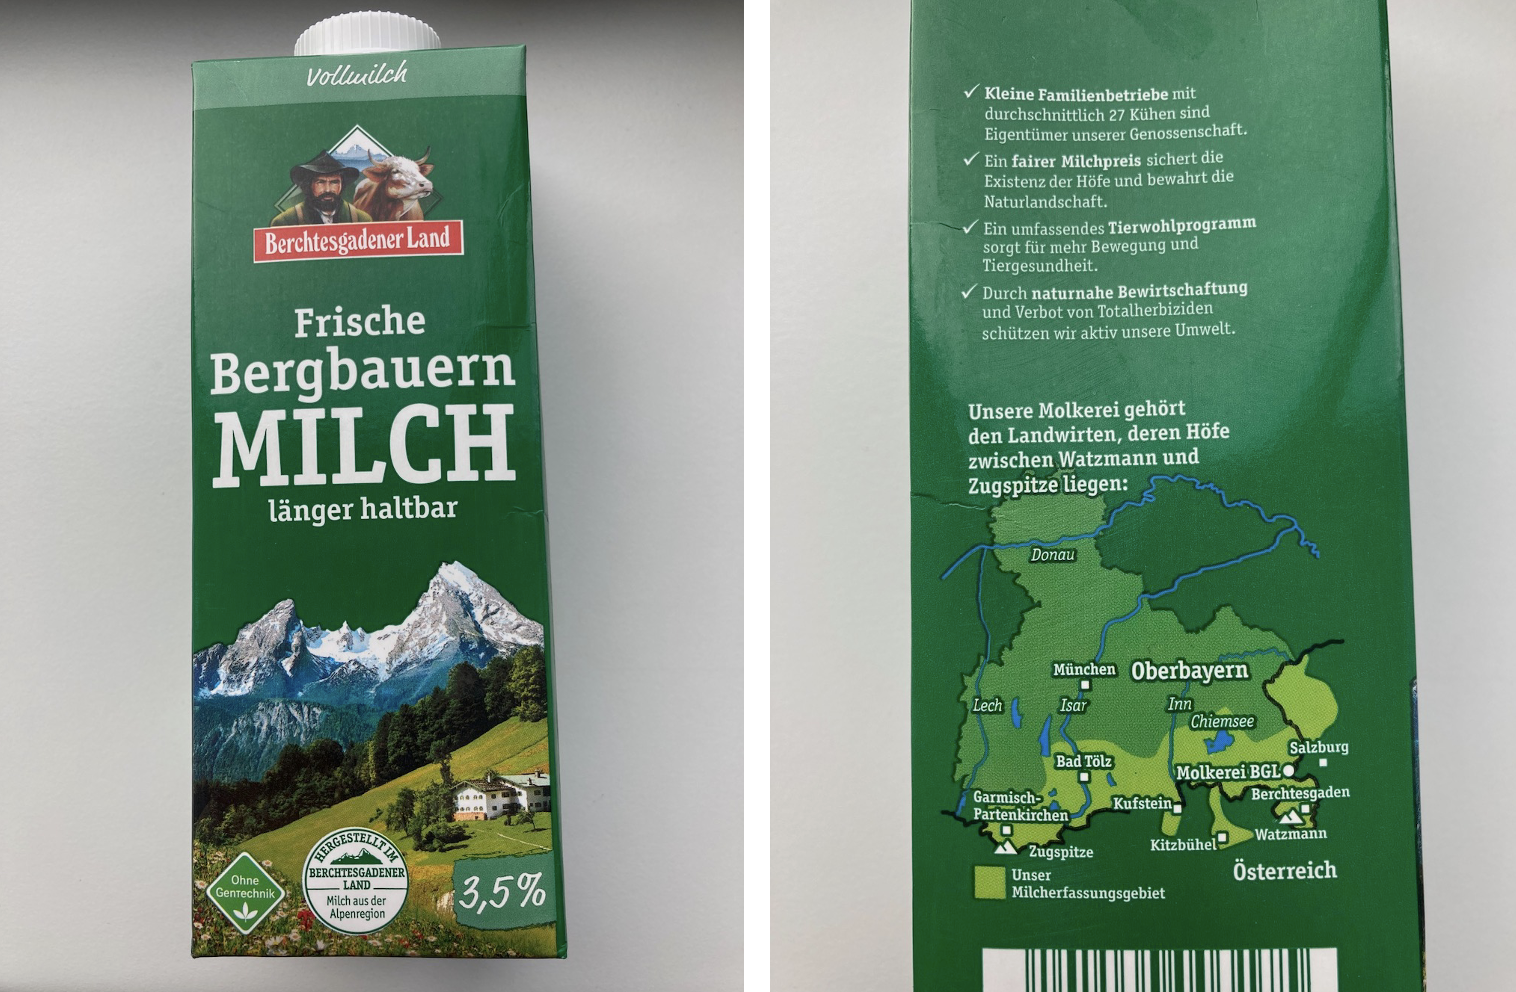 Vollmilch
Berchtesgadener Land
Frische
Bergbauern
MILCH
länger haltbar
Ohne
Gentechnik
HERGESTELLT IM
BERCHTESGADENER
LAND
Milch aus der
Alpenregion
3,5%
Kleine Familienbetriebe mit
durchschnittlich 27 Kühen sind
Eigentümer unserer Genossenschaft.
Ein fairer Milchpreis sichert die
Existenz der Höfe und bewahrt die
Naturlandschaft.
Ein umfassendes Tierwohlprogramm
sorgt für mehr Bewegung und
Tiergesundheit.
Durch naturnahe Bewirtschaftung
und Verbot von Totalherbiziden
schützen wir aktiv unsere Umwelt.
Unsere Molkerei gehört
den Landwirten, deren Höfe
zwischen Watzmann und
Zugspitze liegen:
Donau
München
Oberbayern
Lech
Isar
Inn
Chiemsee
Salzburg
Bad Tölz
Molkerei BGL
Berchtesgaden
Garmisch-
Partenkirchen
Kufstein
Watzmann
Kitzbühel
Zugspitze
Österreich
Unser
Milcherfassungsgebiet